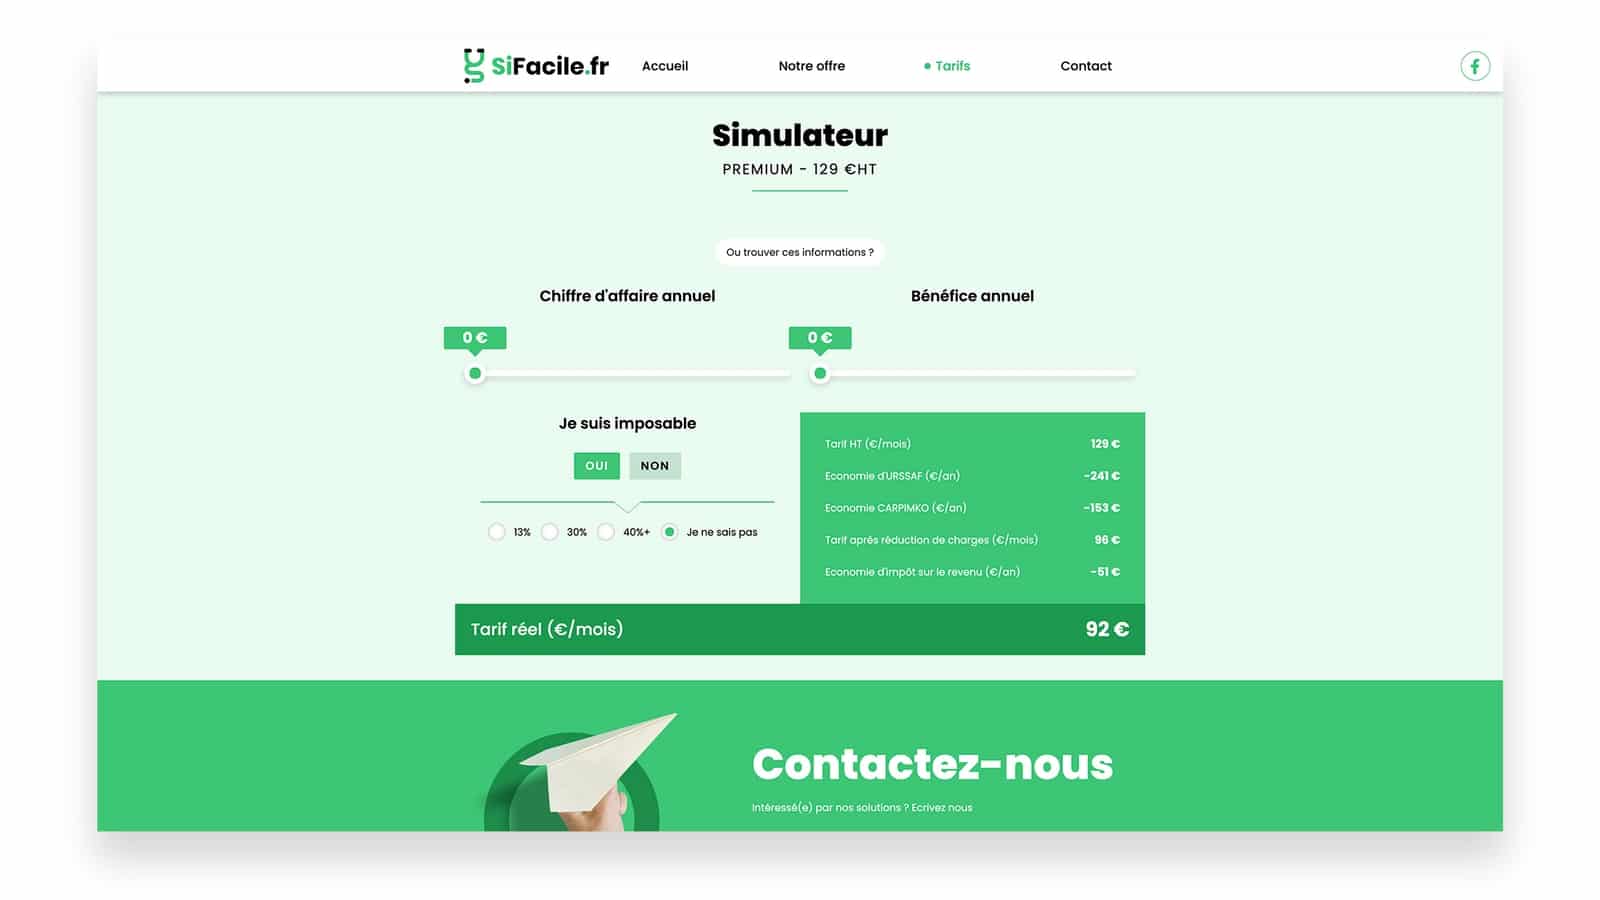 SiFacile.fr
Accueil
Notre offre
Tarifs
Contact
Simulateur
PREMIUM - 129 €HT
Ou trouver ces informations ?
Chiffre d'affaire annuel
0 €
Bénéfice annuel
0 €
Je suis imposable
OUI
NON
13%
30%
40%+
Je ne sais pas
Tarif HT (€/mois) 129 €
Economie d'URSSAF (€/an) -241 €
Economie CARPIMKO (€/an) -153 €
Tarif après réduction de charges (€/mois) 96 €
Economie d'impôt sur le revenu (€/an) -51 €
Tarif réel (€/mois) 92 €
Contactez-nous
Intéressé(e) par nos solutions ? Ecrivez nous